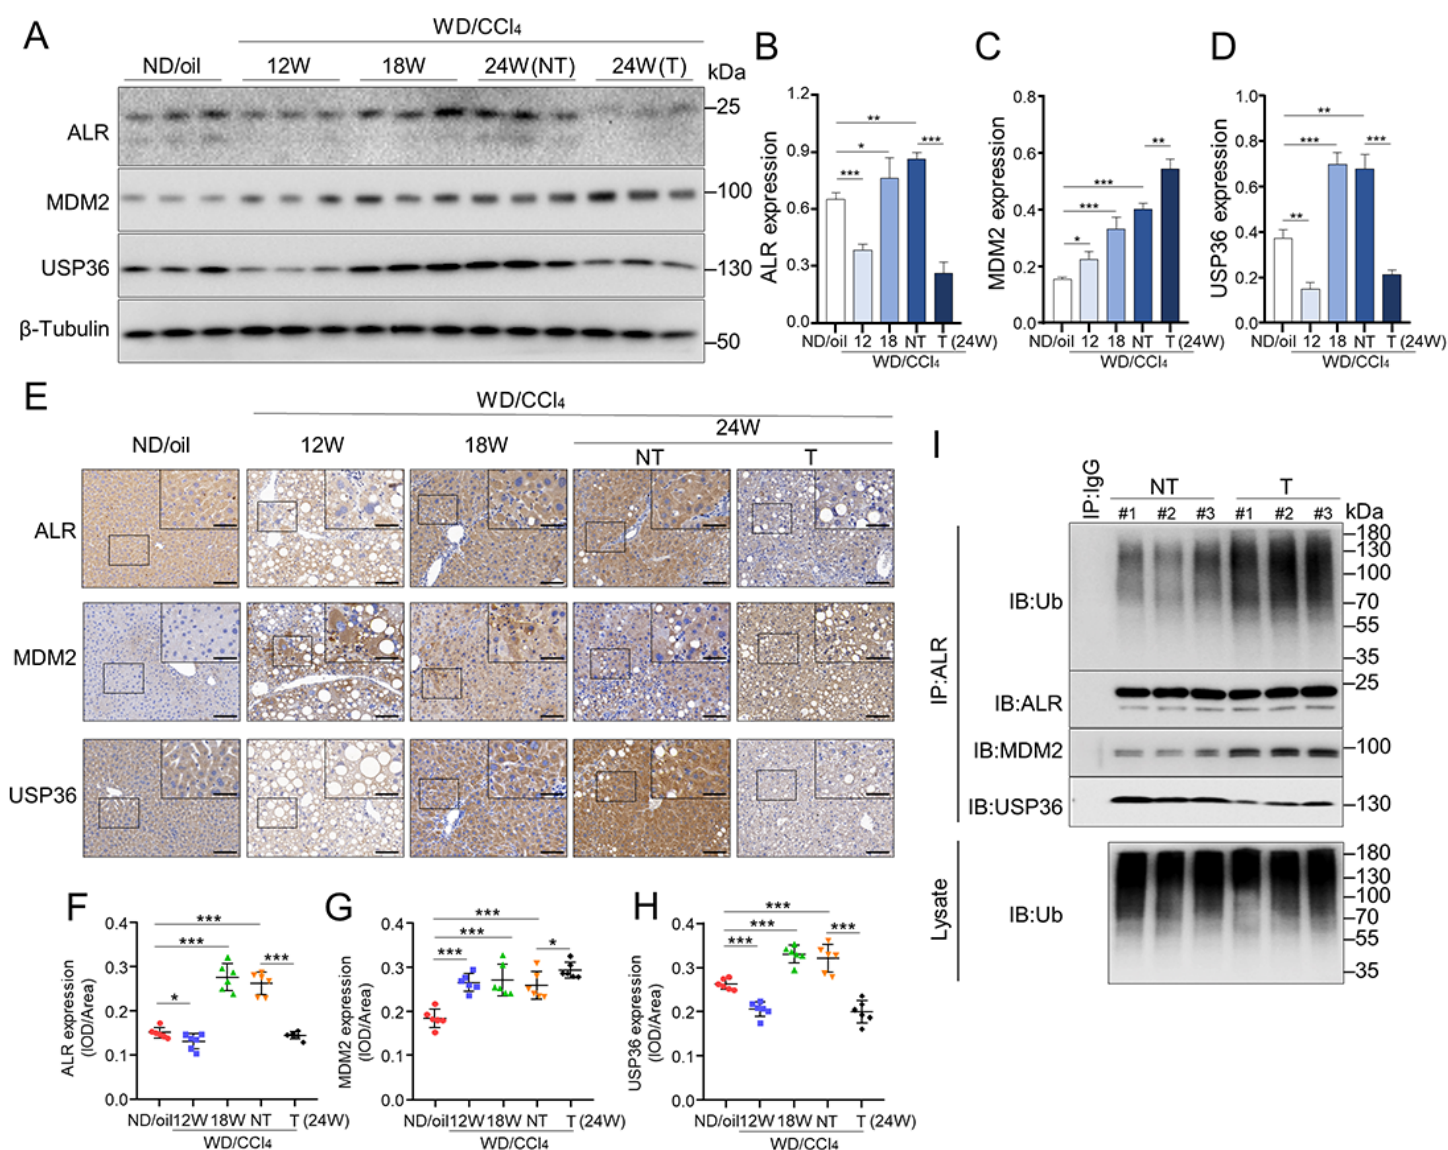 A
WD/CCl₄
ND/oil 12W 18W 24W(NT) 24W(T) kDa
ALR 25
MDM2 100
USP36 130
β-Tubulin 50
B
ALR expression
1.2
0.9
0.6
0.3
0.0
*** * ** ***
ND/oil 12 18 NT T (24W)
WD/CCl₄
C
MDM2 expression
0.8
0.6
0.4
0.2
0.0
* *** *** **
ND/oil 12 18 NT T (24W)
WD/CCl₄
D
USP36 expression
1.0
0.8
0.6
0.4
0.2
0.0
** *** ** ***
ND/oil 12 18 NT T (24W)
WD/CCl₄
E
WD/CCl₄
ND/oil 12W 18W 24W
NT T
ALR
MDM2
USP36
F
ALR expression
(IOD/Area)
0.4
0.3
0.2
0.1
0.0
* *** *** ***
ND/oil 12W 18W NT T (24W)
WD/CCl₄
G
MDM2 expression
(IOD/Area)
0.4
0.3
0.2
0.1
0.0
*** *** *** *
ND/oil 12W 18W NT T (24W)
WD/CCl₄
H
USP36 expression
(IOD/Area)
0.4
0.3
0.2
0.1
0.0
*** *** *** ***
ND/oil 12W 18W NT T (24W)
WD/CCl₄
I
IP:IgG NT T
#1 #2 #3 #1 #2 #3 kDa
IP:ALR
IB:Ub
180
130
100
70
55
35
IB:ALR 25
IB:MDM2 100
IB:USP36 130
Lysate
IB:Ub
180
130
100
70
55
35